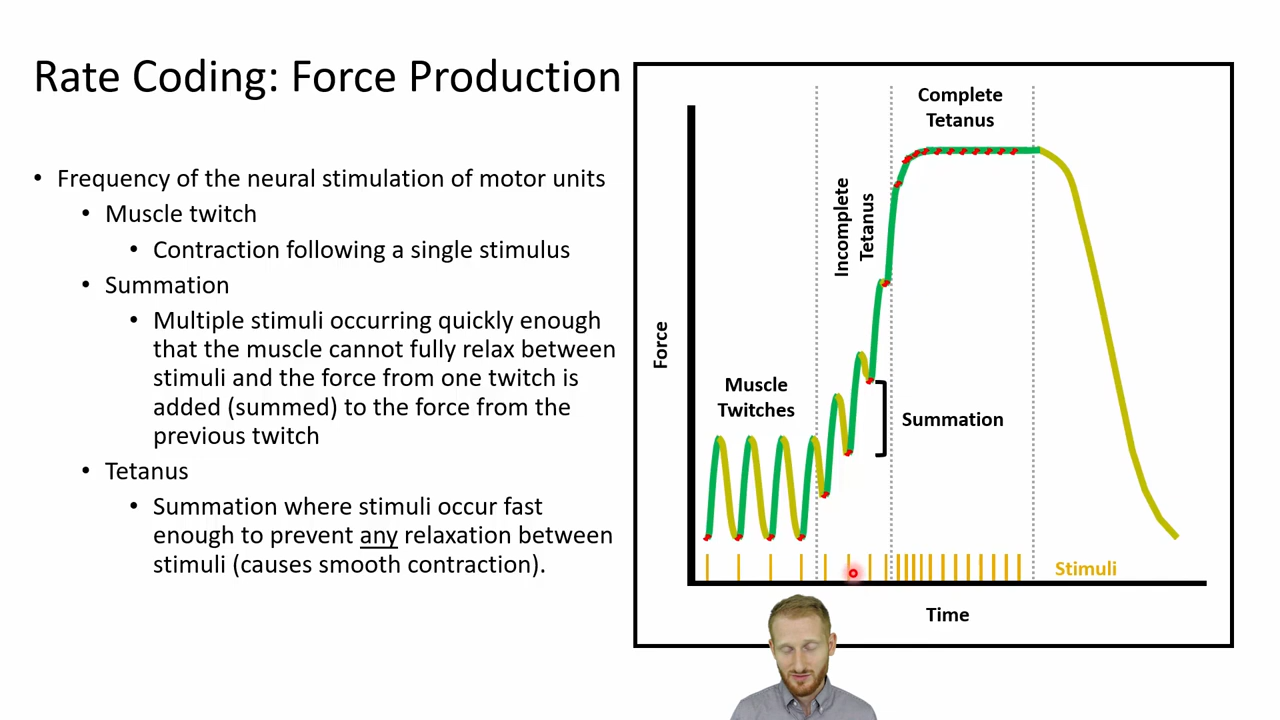 Rate Coding: Force Production
• Frequency of the neural stimulation of motor units
• Muscle twitch
• Contraction following a single stimulus
• Summation
• Multiple stimuli occurring quickly enough
that the muscle cannot fully relax between
stimuli and the force from one twitch is
added (summed) to the force from the
previous twitch
• Tetanus
• Summation where stimuli occur fast
enough to prevent any relaxation between
stimuli (causes smooth contraction).
Complete
Tetanus
Incomplete
Tetanus
Force
Muscle
Twitches
Summation
Stimuli
Time